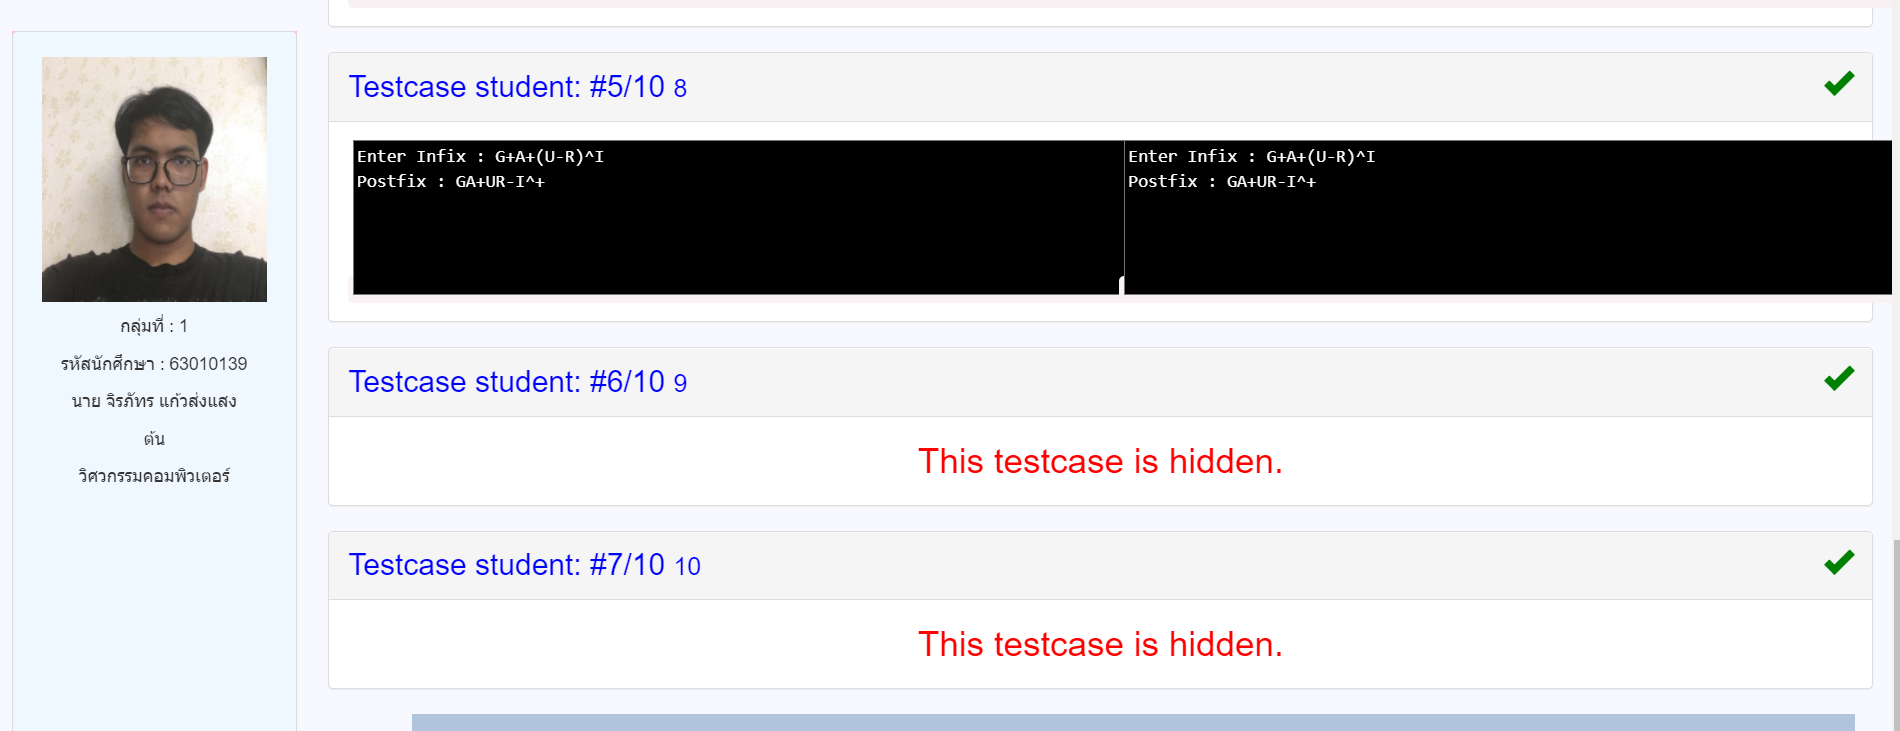 กลุ่มที่ : 1
รหัสนักศึกษา : 63010139
นาย จิรภัทร แก้วส่งแสง
ต้น
วิศวกรรมคอมพิวเตอร์
Testcase student: #5/10 8
Enter Infix : G+A+(U-R)^I
Postfix : GA+UR-I^+
Enter Infix : G+A+(U-R)^I
Postfix : GA+UR-I^+
Testcase student: #6/10 9
This testcase is hidden.
Testcase student: #7/10 10
This testcase is hidden.